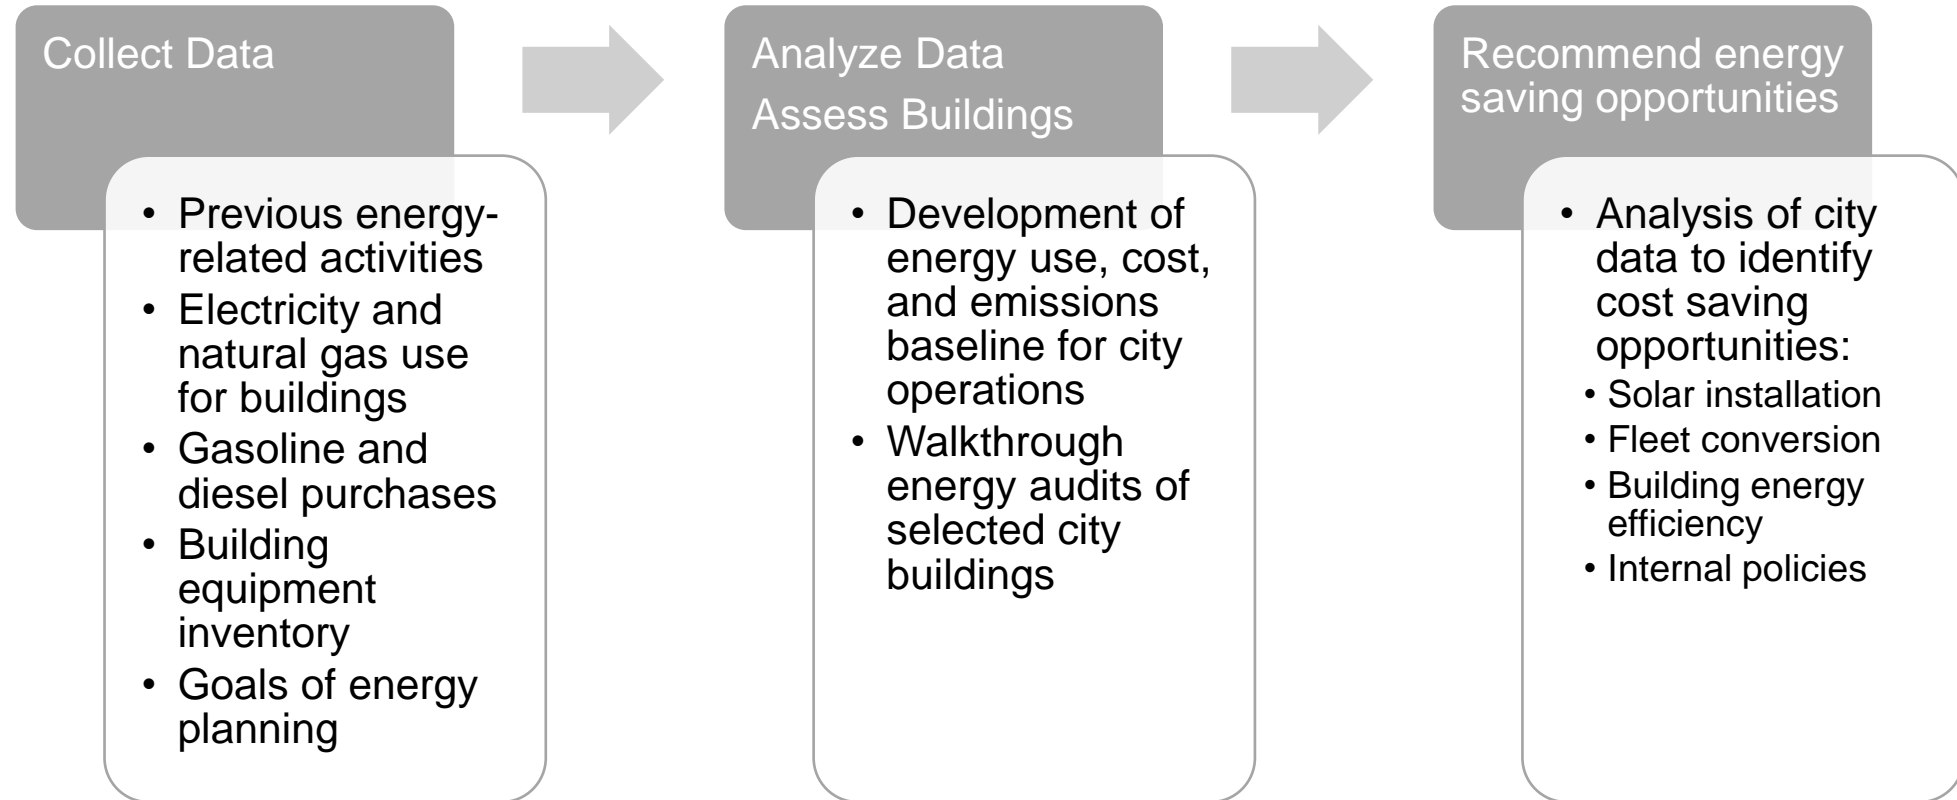 Collect Data
• Previous energy-
related activities
• Electricity and
natural gas use
for buildings
• Gasoline and
diesel purchases
• Building
equipment
inventory
• Goals of energy
planning
Analyze Data
Assess Buildings
• Development of
energy use, cost,
and emissions
baseline for city
operations
• Walkthrough
energy audits of
selected city
buildings
Recommend energy
saving opportunities
• Analysis of city
data to identify
cost saving
opportunities:
• Solar installation
• Fleet conversion
• Building energy
efficiency
• Internal policies